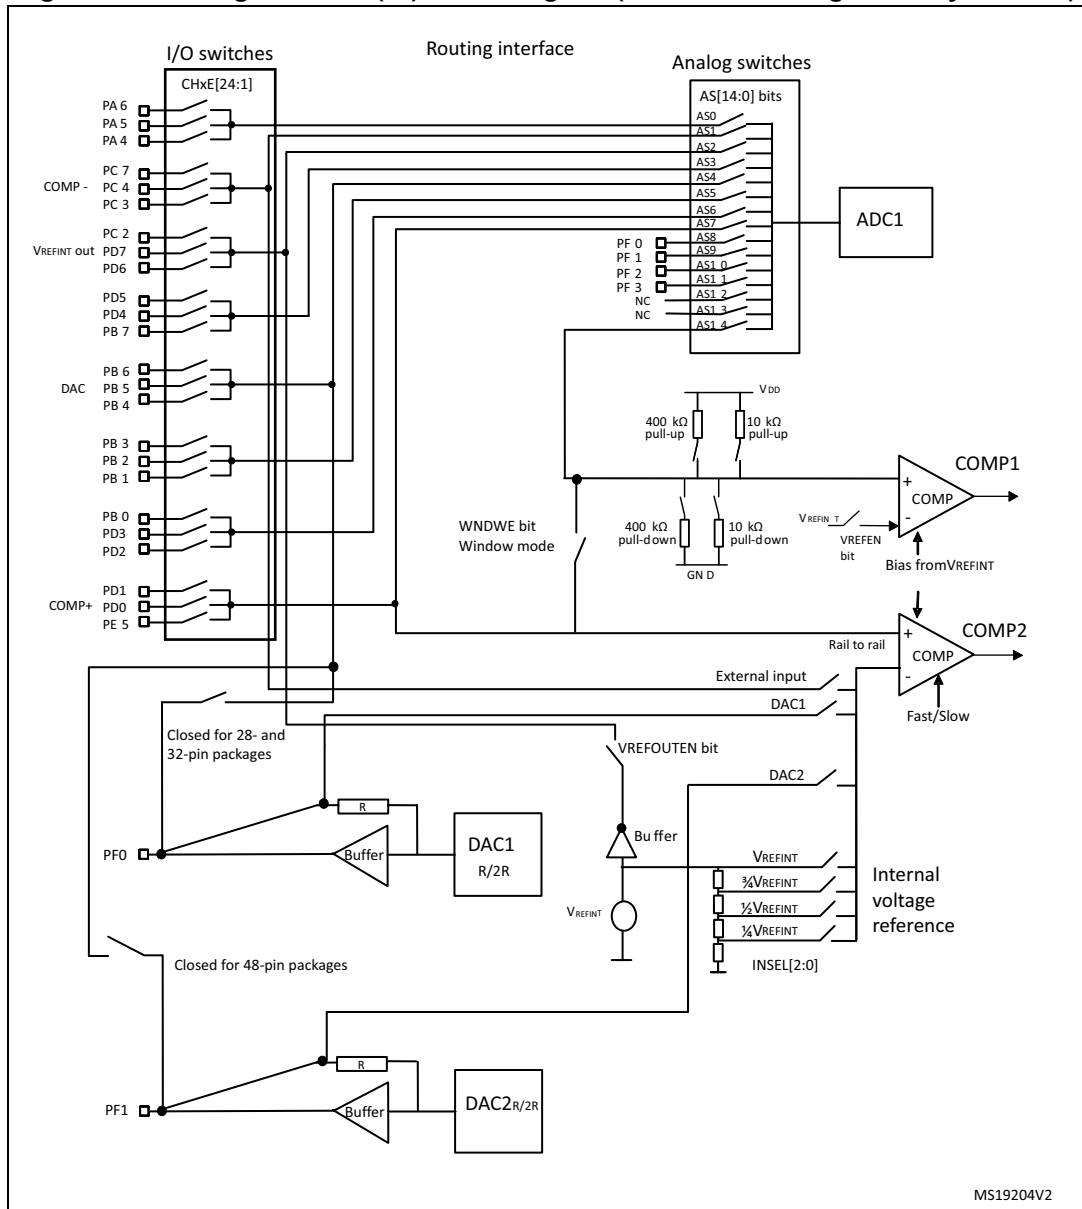 Routing interface
I/O switches
CHxE[24:1]
Analog switches
AS[14:0] bits
PA 6
PA 5
PA 4
PC 7
COMP - PC 4
PC 3
PC 2
VREFINT out PD7
PD6
PD5
PD4
PB 7
PB 6
DAC PB 5
PB 4
PB 3
PB 2
PB 1
PB 0
PD3
PD2
PD1
COMP+ PD0
PE 5
AS0
AS1
AS2
AS3
AS4
AS5
AS6
AS7
AS8
AS9
AS1 0
AS1 1
AS1 2
AS1 3
AS1 4
PF 0
PF 1
PF 2
PF 3
NC
NC
ADC1
VDD
400 kΩ
pull-up
10 kΩ
pull-up
400 kΩ
pull-down
10 kΩ
pull-down
GN D
WNDWE bit
Window mode
COMP1
+
COMP
-
VREFIN T
VREFEN
bit
Bias from VREFINT
COMP2
+
COMP
-
Rail to rail
Fast/Slow
External input
DAC1
DAC2
Closed for 28- and
32-pin packages
VREFOUTEN bit
R
PF0
Buffer
DAC1
R/2R
Bu ffer
VREFINT
VREFINT
¾VREFINT
½VREFINT
¼VREFINT
INSEL[2:0]
Internal
voltage
reference
Closed for 48-pin packages
R
PF1
Buffer
DAC2 R/2R
MS19204V2